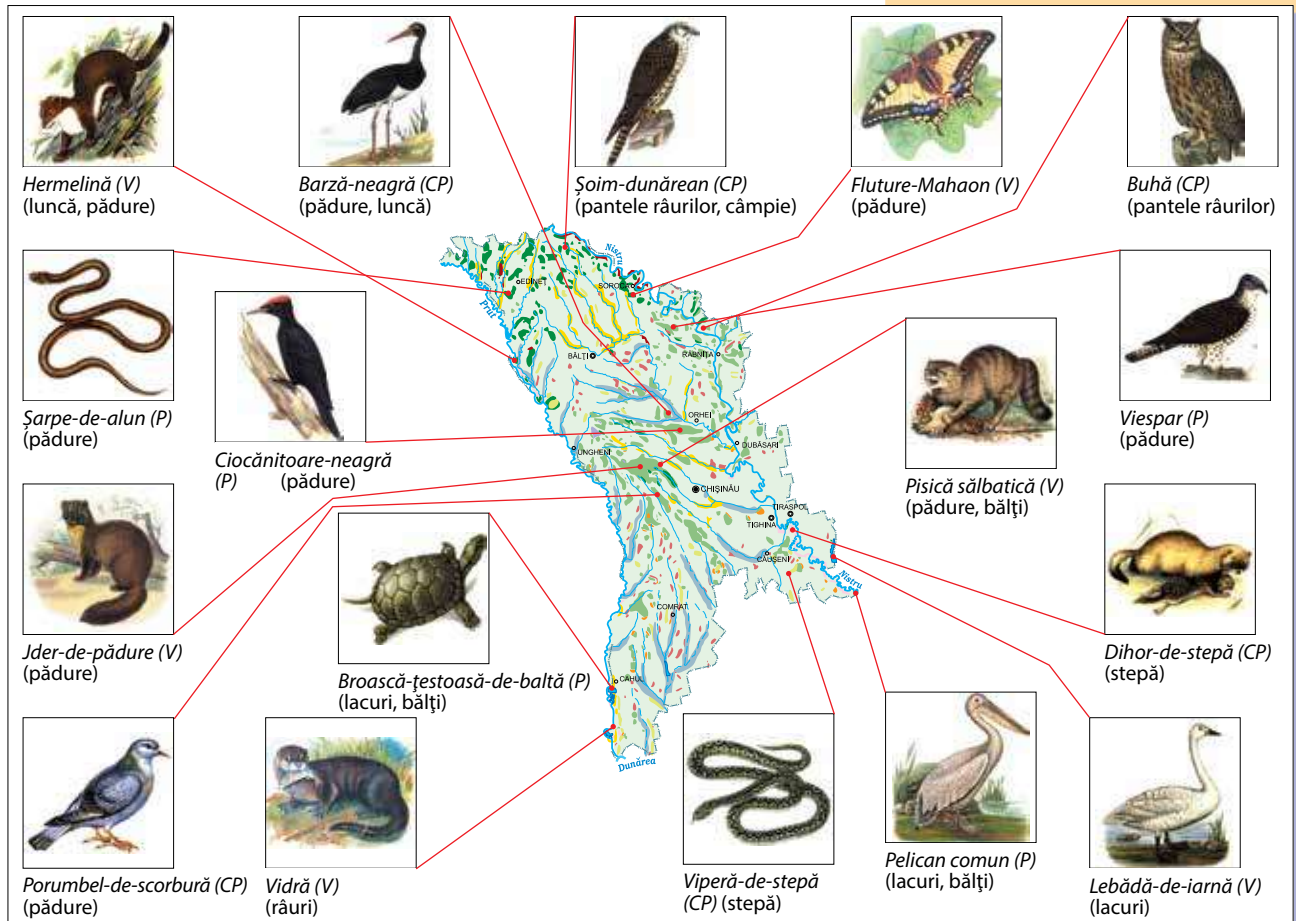 Hermelină (V)
(luncă, pădure)
Barză-neagră (CP)
(pădure, luncă)
Șoim-dunărean (CP)
(pantele râurilor, câmpie)
Fluture-Mahaon (V)
(pădure)
Buhă (CP)
(pantele râurilor)
Șarpe-de-alun (P)
(pădure)
Ciocănitoare-neagră
(P) (pădure)
Pisică sălbatică (V)
(pădure, bălți)
Viespar (P)
(pădure)
Jder-de-pădure (V)
(pădure)
Broască-țestoasă-de-baltă (P)
(lacuri, bălți)
Dihor-de-stepă (CP)
(stepă)
Porumbel-de-scorbură (CP)
(pădure)
Vidră (V)
(râuri)
Viperă-de-stepă
(CP) (stepă)
Pelican comun (P)
(lacuri, bălți)
Lebădă-de-iarnă (V)
(lacuri)
Nistru
EDINEȚ
SOROCA
Prut
BĂLȚI
RÂBNIȚA
ORHEI
UNGHENI
DUBĂSARI
CHIȘINĂU
TIRASPOL
TIGHINA
CĂUȘENI
Nistru
COMRAT
CAHUL
Dunărea